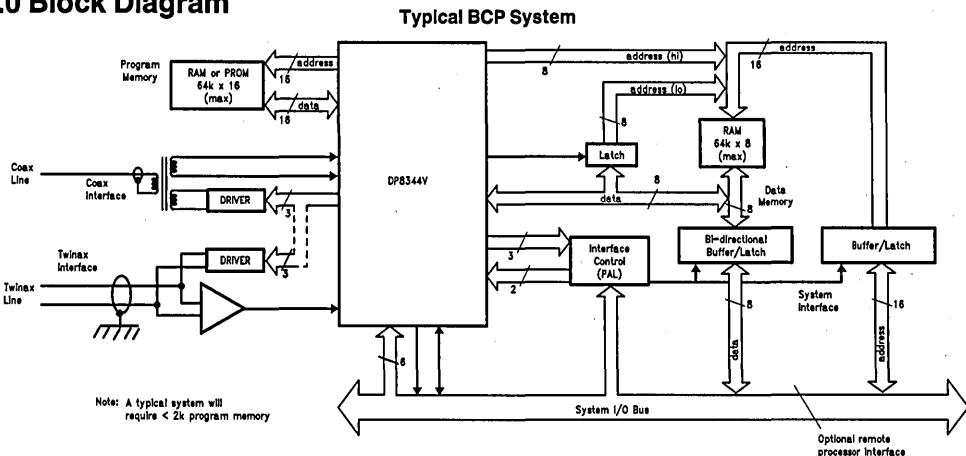 .0 Block Diagram
Typical BCP System
Program
Memory
RAM or PROM
64k x 16
(max)
address
16
data
16
8
address (hi)
address (lo)
8
16
address
RAM
64k x 8
(max)
Latch
DP8344V
Coax
Line
Coax
Interface
DRIVER
3
data
8
8
Data
Memory
Twinax
Interface
DRIVER
3
3
2
Interface
Control
(PAL)
Bi-directional
Buffer/Latch
Buffer/Latch
Twinax
Line
System
Interface
8
data
16
address
6
Note: A typical system will
require < 2k program memory
System I/O Bus
Optional remote
processor interface